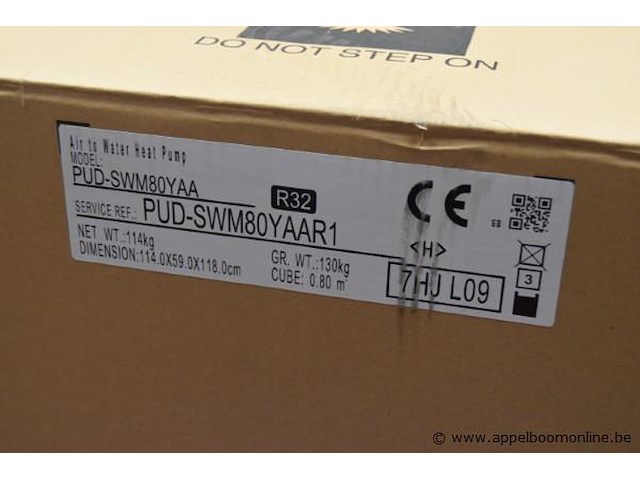 DO NOT STEP ON
Air to Water Heat Pump
MODEL:
PUD-SWM80YAA
R32
SERVICE REF.: PUD-SWM80YAAR1
NET WT.:114kg
GR. WT.:130kg
DIMENSION:114.0X59.0X118.0cm
CUBE: 0.80 m³
CE
<H>
7HJ L09
3
© www.appelboomonline.be